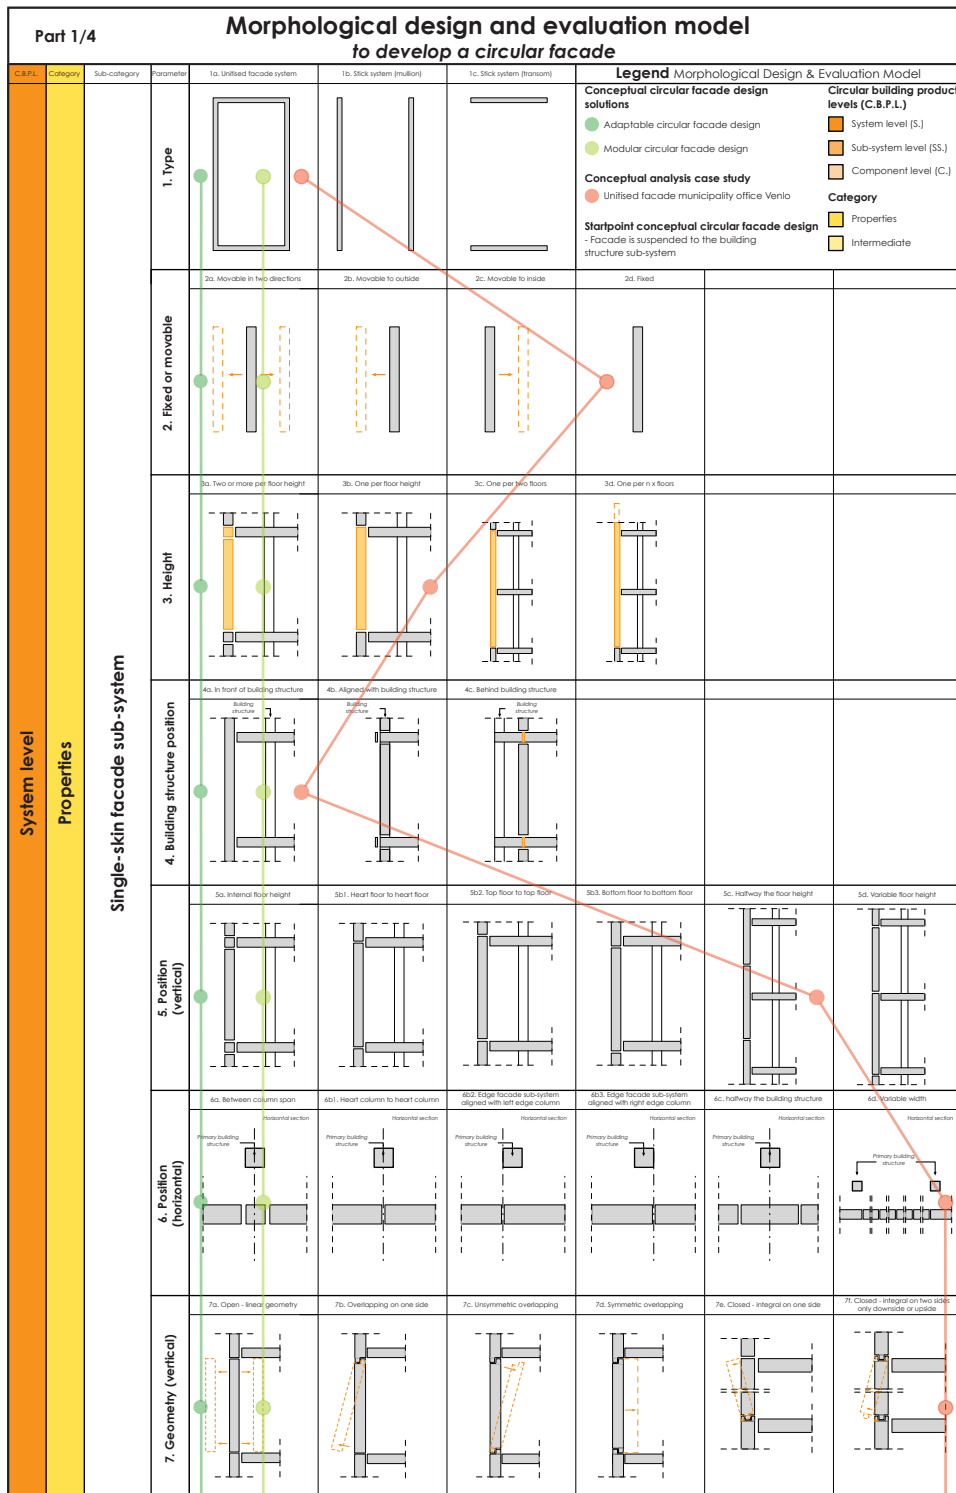 Part 1/4
Morphological design and evaluation model
to develop a circular facade
C.B.P.L.
Category
Sub-category
Parameter
1a. Unitised facade system
1b. Stick system (mullion)
1c. Stick system (transom)
Legend Morphological Design & Evaluation Model
Conceptual circular facade design
solutions
Adaptable circular facade design
Modular circular facade design
Conceptual analysis case study
Unitised facade municipality office Venlo
Startpoint conceptual circular facade design
- Facade is suspended to the building
structure sub-system
Circular building product
levels (C.B.P.L.)
System level (S.)
Sub-system level (SS.)
Component level (C.)
Category
Properties
Intermediate
System level
Properties
Single-skin facade sub-system
1. Type
2. Fixed or movable
2a. Movable in two directions
2b. Movable to outside
2c. Movable to inside
2d. Fixed
3. Height
3a. Two or more per floor height
3b. One per floor height
3c. One per two floors
3d. One per n x floors
4. Building structure position
4a. In front of building structure
4b. Aligned with building structure
4c. Behind building structure
Building
structure
Building
structure
Building
structure
5. Position
(vertical)
5a. Internal floor height
5b1. Heart floor to heart floor
5b2. Top floor to top floor
5b3. Bottom floor to bottom floor
5c. Halfway the floor height
5d. Variable floor height
6. Position
(horizontal)
6a. Between column span
6b1. Heart column to heart column
6b2. Edge facade sub-system
aligned with left edge column
6b3. Edge facade sub-system
aligned with right edge column
6c. halfway the building structure
6d. Variable width
Horizontal section
Horizontal section
Horizontal section
Horizontal section
Horizontal section
Horizontal section
Primary building
structure
Primary building
structure
Primary building
structure
Primary building
structure
Primary building
structure
Primary building
structure
7. Geometry (vertical)
7a. Open - linear geometry
7b. Overlapping on one side
7c. Unsymmetric overlapping
7d. Symmetric overlapping
7e. Closed - integral on one side
7f. Closed - integral on two sides
only downside or upside